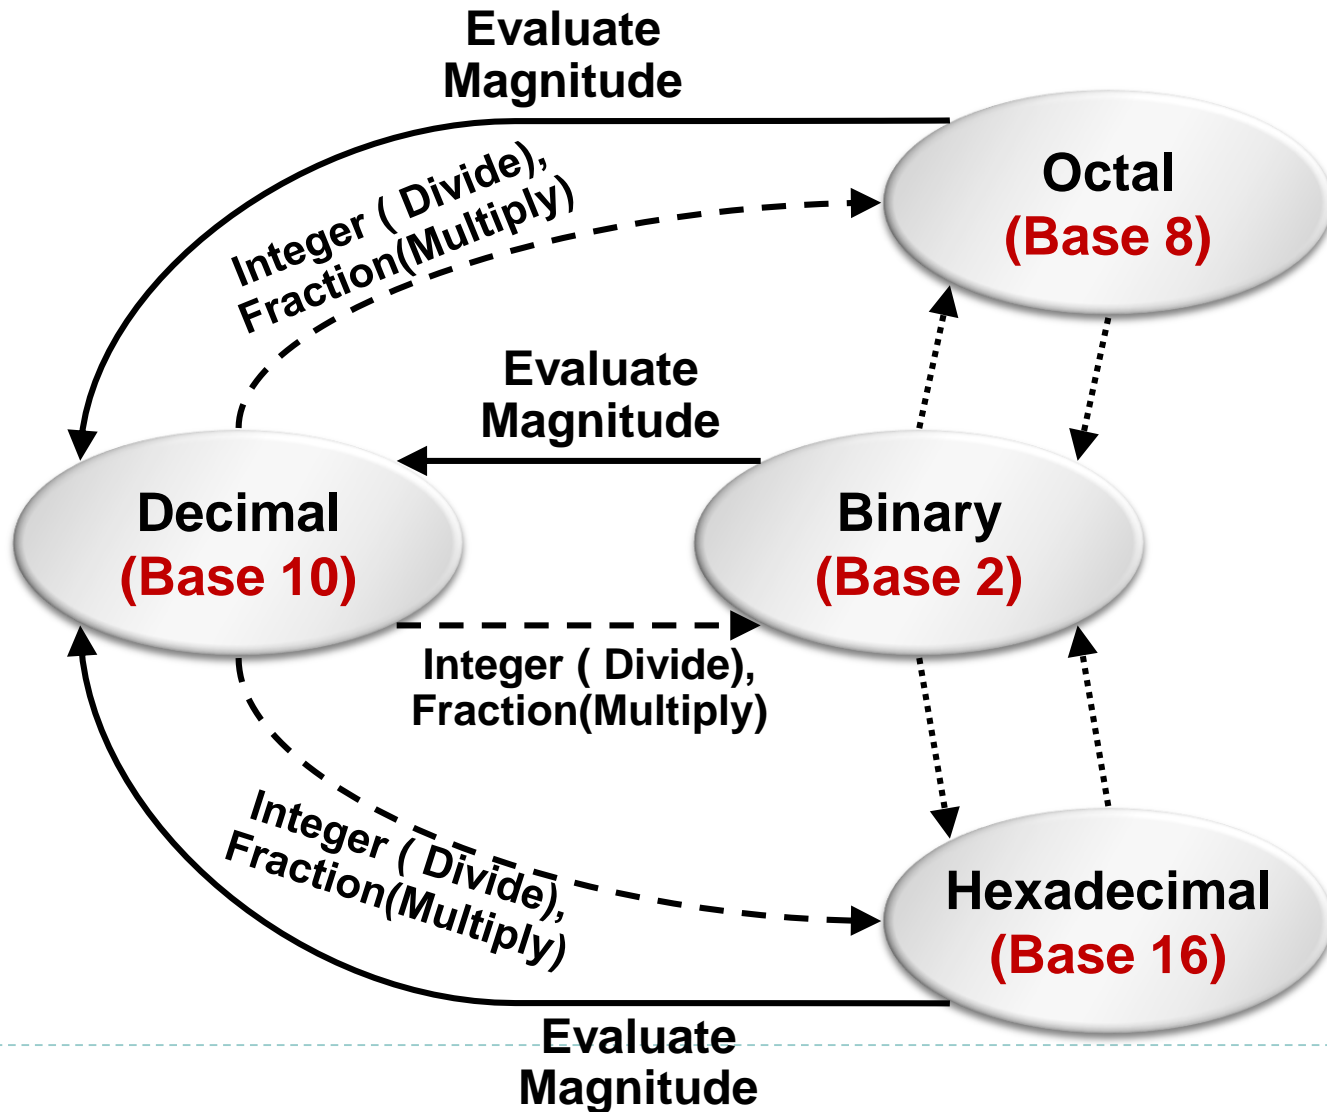 Evaluate
Magnitude
Octal
(Base 8)
Integer ( Divide),
Fraction(Multiply)
Evaluate
Magnitude
Decimal
(Base 10)
Binary
(Base 2)
Integer ( Divide),
Fraction(Multiply)
Integer ( Divide),
Fraction(Multiply)
Hexadecimal
(Base 16)
Evaluate
Magnitude